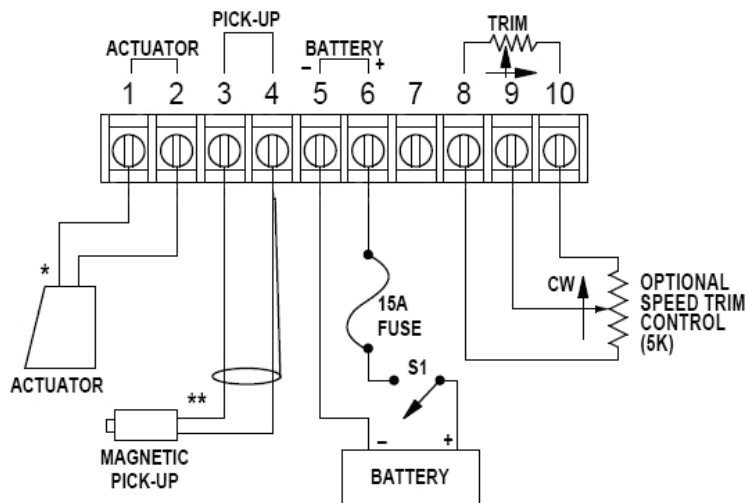 PICK-UP
TRIM
ACTUATOR
BATTERY
– +
1 2 3 4 5 6 7 8 9 10
*
CW
OPTIONAL
SPEED TRIM
CONTROL
(5K)
15A
FUSE
S1
ACTUATOR
**
– +
MAGNETIC
PICK-UP
BATTERY